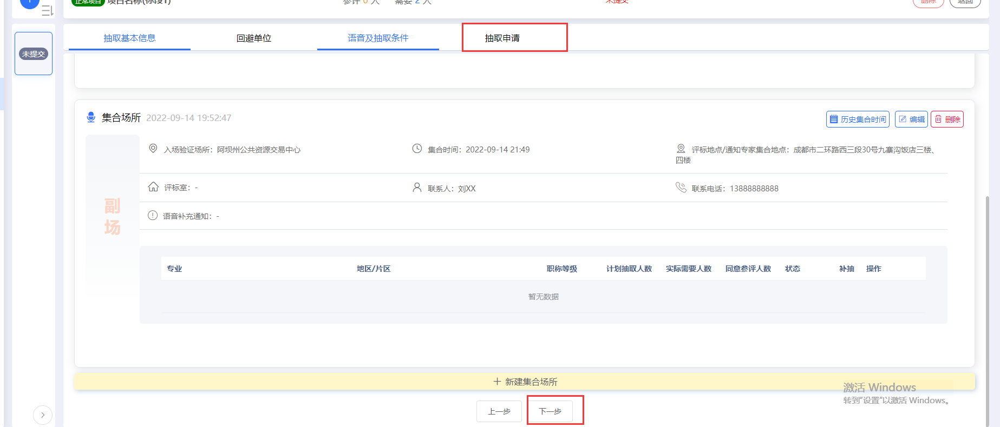 正常项目 项目名称(标段1) 参评 0 人 需要 2 人 未提交 删除 返回
抽取基本信息 回避单位 语音及抽取条件 抽取申请
未提交
集合场所 2022-09-14 19:52:47 历史集合时间 编辑 删除
入场验证场所：阿坝州公共资源交易中心 集合时间：2022-09-14 21:49 评标地点/通知专家集合地点：成都市二环路西三段30号九寨沟饭店三楼、
四楼
评标室：- 联系人：刘XX 联系电话：13888888888
副
场
语音补充通知：-
专业 地区/片区 职称等级 计划抽取人数 实际需要人数 同意参评人数 状态 补抽 操作
暂无数据
+ 新建集合场所
激活 Windows
转到"设置"以激活 Windows。
上一步 下一步